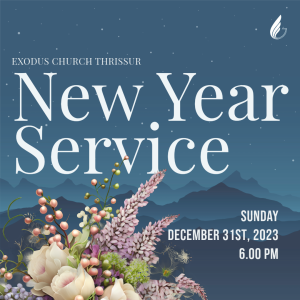 EXODUS CHURCH THRISSUR
New Year
Service
SUNDAY
DECEMBER 31ST, 2023
6.00 PM